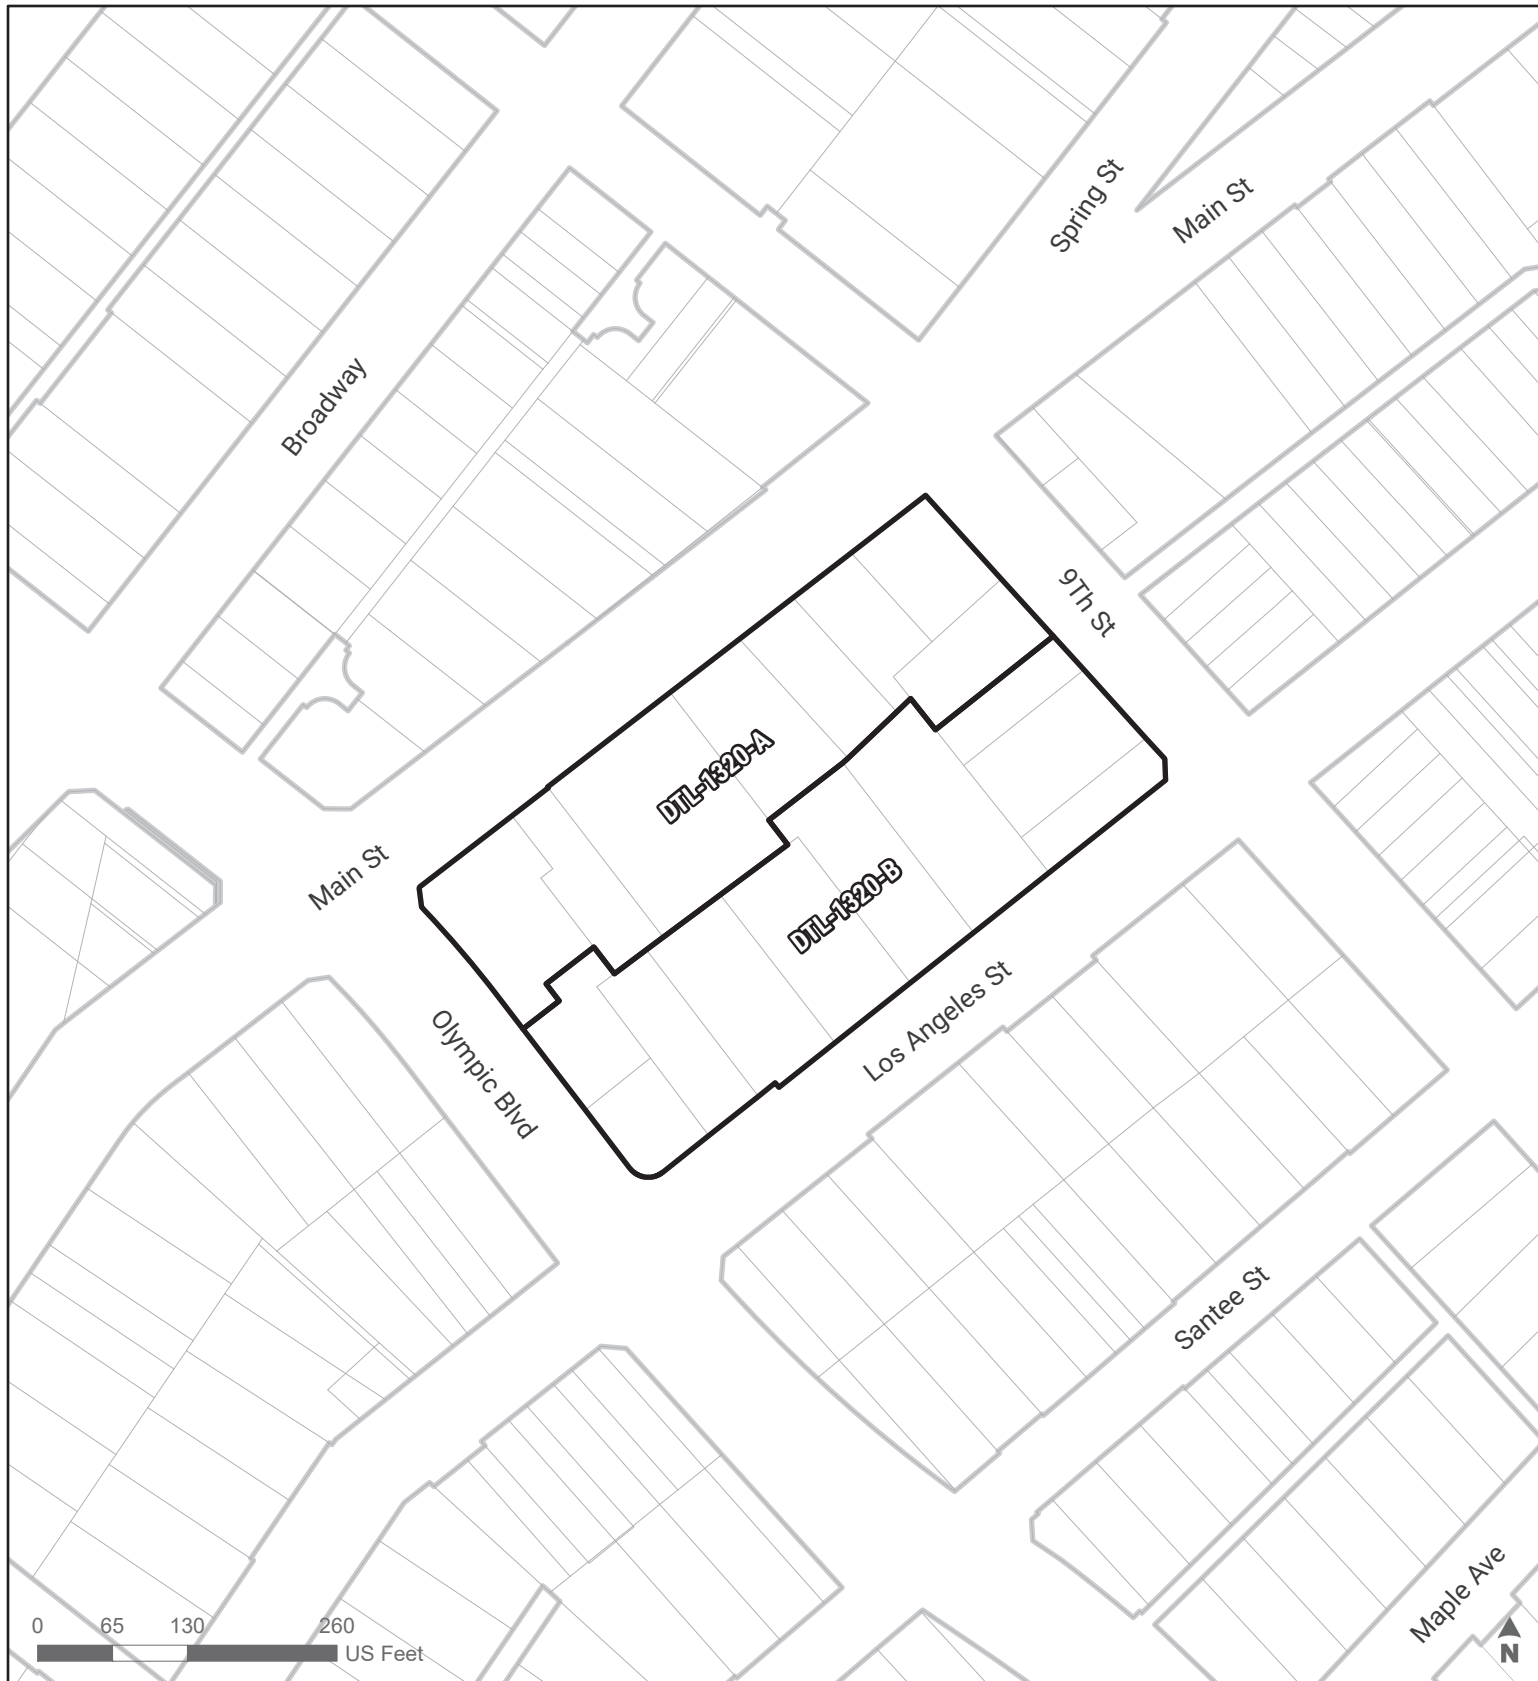 Spring St
Main St
Broadway
9Th St
DTL-1320-A
Main St
DTL-1320-B
Los Angeles St
Olympic Blvd
Santee St
Maple Ave
0 65 130 260
US Feet
N